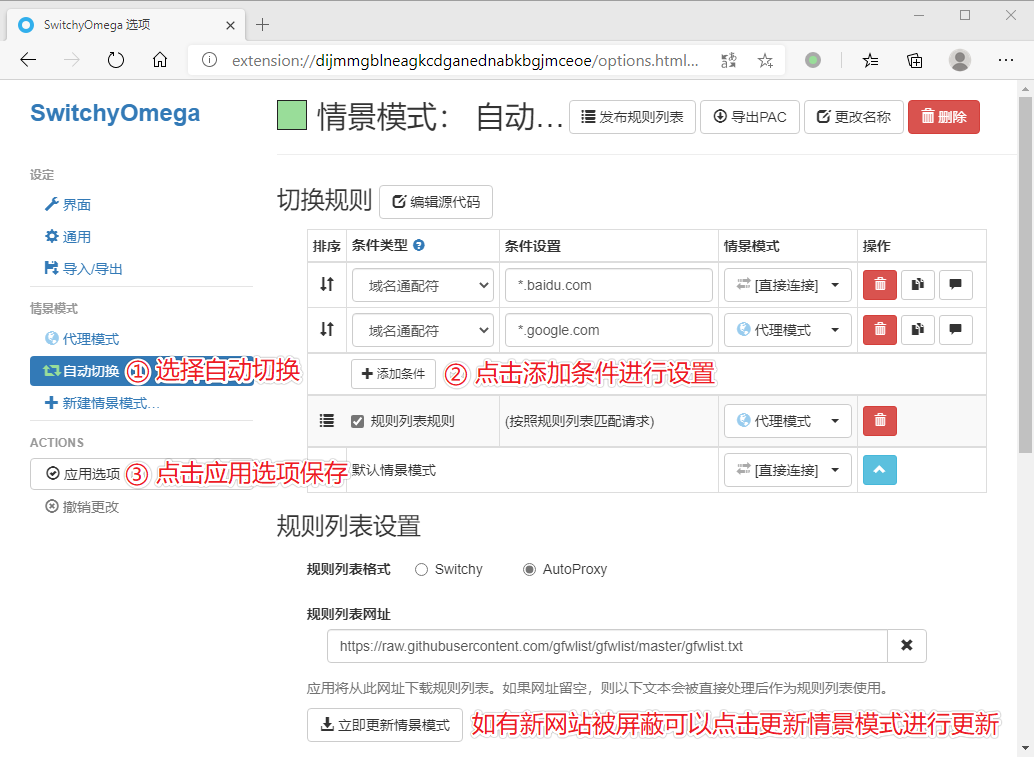 SwitchyOmega 选项
extension://dijmmgblneagkcdganednabkbgjmceoe/options.html...
SwitchyOmega
情景模式： 自动… 发布规则列表 导出PAC 更改名称 删除
设定
界面
通用
导入/导出
情景模式
代理模式
自动切换 ① 选择自动切换
新建情景模式…
ACTIONS
应用选项 ③ 点击应用选项保存
撤销更改
切换规则 编辑源代码
排序 条件类型 条件设置 情景模式 操作
域名通配符 *.baidu.com [直接连接]
域名通配符 *.google.com 代理模式
添加条件 ② 点击添加条件进行设置
规则列表规则 (按照规则列表匹配请求) 代理模式
默认情景模式 [直接连接]
规则列表设置
规则列表格式 Switchy AutoProxy
规则列表网址
https://raw.githubusercontent.com/gfwlist/gfwlist/master/gfwlist.txt
应用将从此网址下载规则列表。如果网址留空，则以下文本会被直接处理后作为规则列表使用。
立即更新情景模式 如有新网站被屏蔽可以点击更新情景模式进行更新